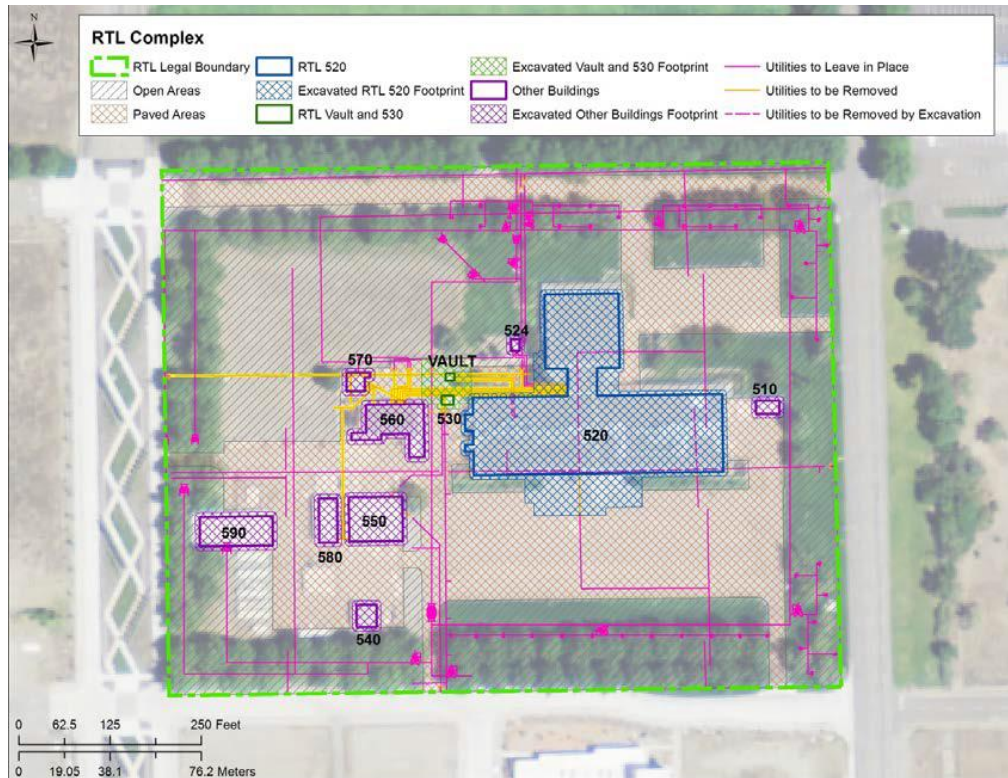 N
RTL Complex
RTL Legal Boundary
RTL 520
Excavated Vault and 530 Footprint
Utilities to Leave in Place
Open Areas
Excavated RTL 520 Footprint
Other Buildings
Utilities to be Removed
Paved Areas
RTL Vault and 530
Excavated Other Buildings Footprint
Utilities to be Removed by Excavation
524
570
VAULT
510
530
560
520
590
550
580
540
0 62.5 125 250 Feet
0 19.05 38.1 76.2 Meters